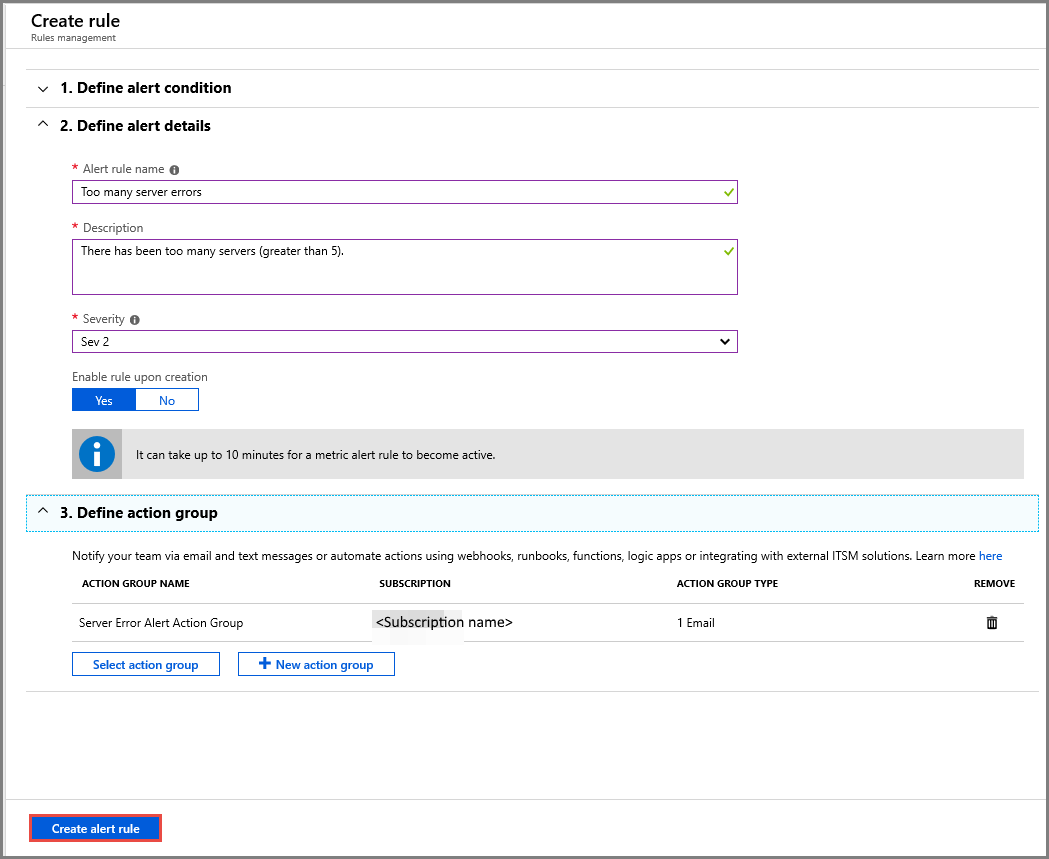 Create rule
Rules management
1. Define alert condition
2. Define alert details
* Alert rule name
Too many server errors
* Description
There has been too many servers (greater than 5).
* Severity
Sev 2
Enable rule upon creation
Yes No
It can take up to 10 minutes for a metric alert rule to become active.
3. Define action group
Notify your team via email and text messages or automate actions using webhooks, runbooks, functions, logic apps or integrating with external ITSM solutions. Learn more here
ACTION GROUP NAME SUBSCRIPTION ACTION GROUP TYPE REMOVE
Server Error Alert Action Group <Subscription name> 1 Email
Select action group + New action group
Create alert rule